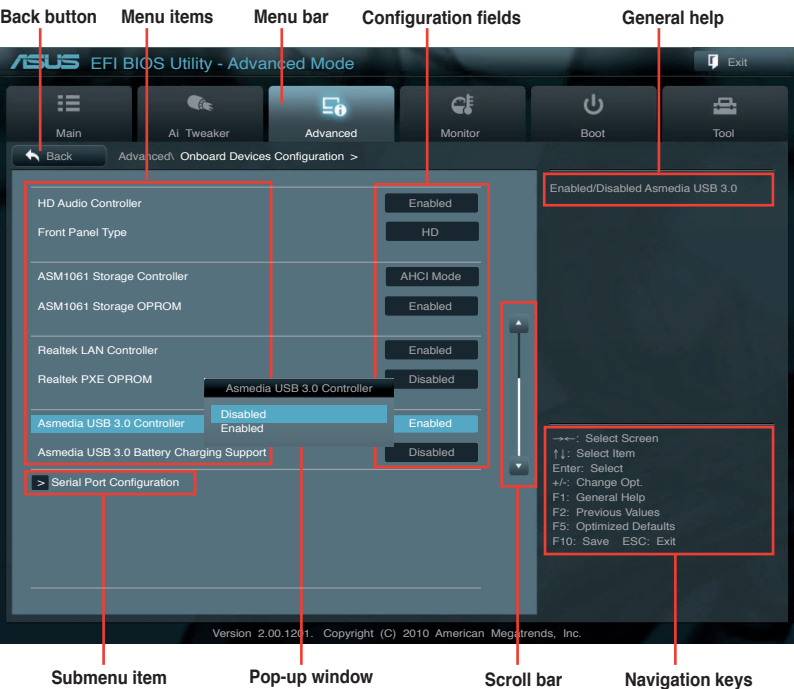 Back button Menu items Menu bar Configuration fields General help
ASUS EFI BIOS Utility - Advanced Mode Exit
Main Ai Tweaker Advanced Monitor Boot Tool
Back Advanced\ Onboard Devices Configuration >
Enabled/Disabled Asmedia USB 3.0
HD Audio Controller Enabled
Front Panel Type HD
ASM1061 Storage Controller AHCI Mode
ASM1061 Storage OPROM Enabled
Realtek LAN Controller Enabled
Realtek PXE OPROM Disabled
Asmedia USB 3.0 Controller
Disabled
Enabled
Asmedia USB 3.0 Controller Enabled
Asmedia USB 3.0 Battery Charging Support Disabled
> Serial Port Configuration
→←: Select Screen
↑↓: Select Item
Enter: Select
+/-: Change Opt.
F1: General Help
F2: Previous Values
F5: Optimized Defaults
F10: Save ESC: Exit
Version 2.00.1201. Copyright (C) 2010 American Megatrends, Inc.
Submenu item Pop-up window Scroll bar Navigation keys